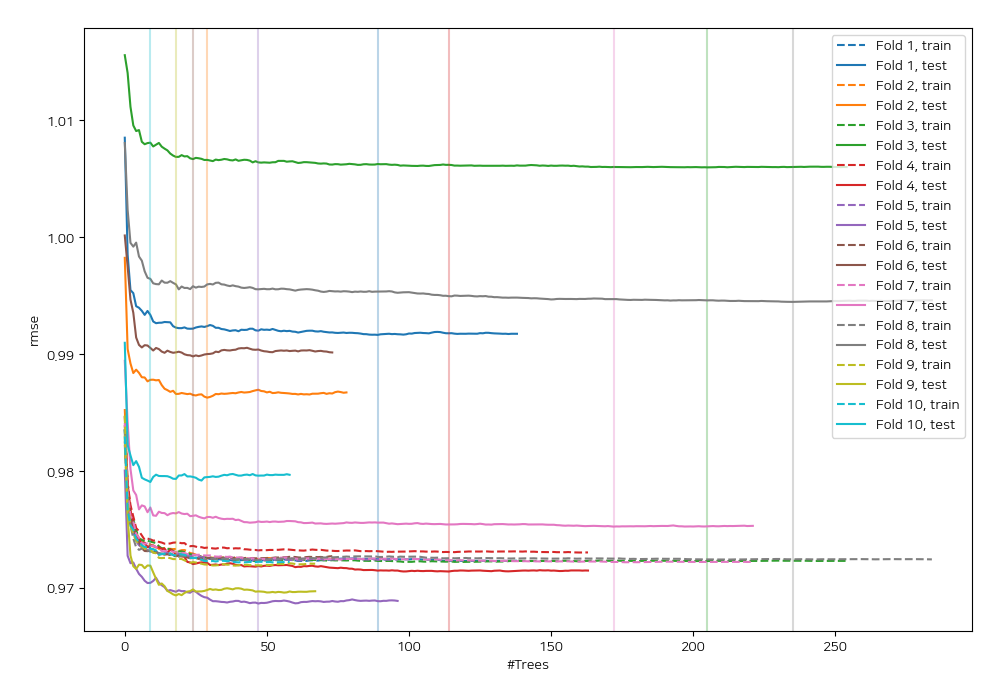 1,01
1,00
0,99
0,98
0,97
rmse
0
50
100
150
200
250
#Trees
Fold 1, train
Fold 1, test
Fold 2, train
Fold 2, test
Fold 3, train
Fold 3, test
Fold 4, train
Fold 4, test
Fold 5, train
Fold 5, test
Fold 6, train
Fold 6, test
Fold 7, train
Fold 7, test
Fold 8, train
Fold 8, test
Fold 9, train
Fold 9, test
Fold 10, train
Fold 10, test